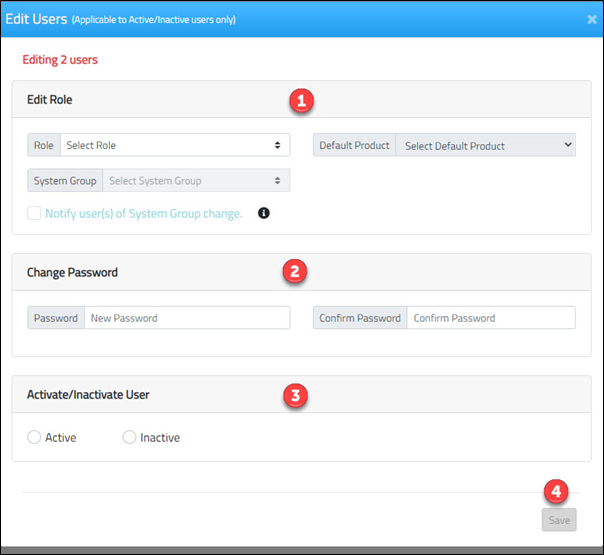 Edit Users (Applicable to Active/Inactive users only) ×
Editing 2 users
Edit Role 1
Role Select Role Default Product Select Default Product
System Group Select System Group
Notify user(s) of System Group change. i
Change Password 2
Password New Password Confirm Password Confirm Password
Activate/Inactivate User 3
Active Inactive
4
Save